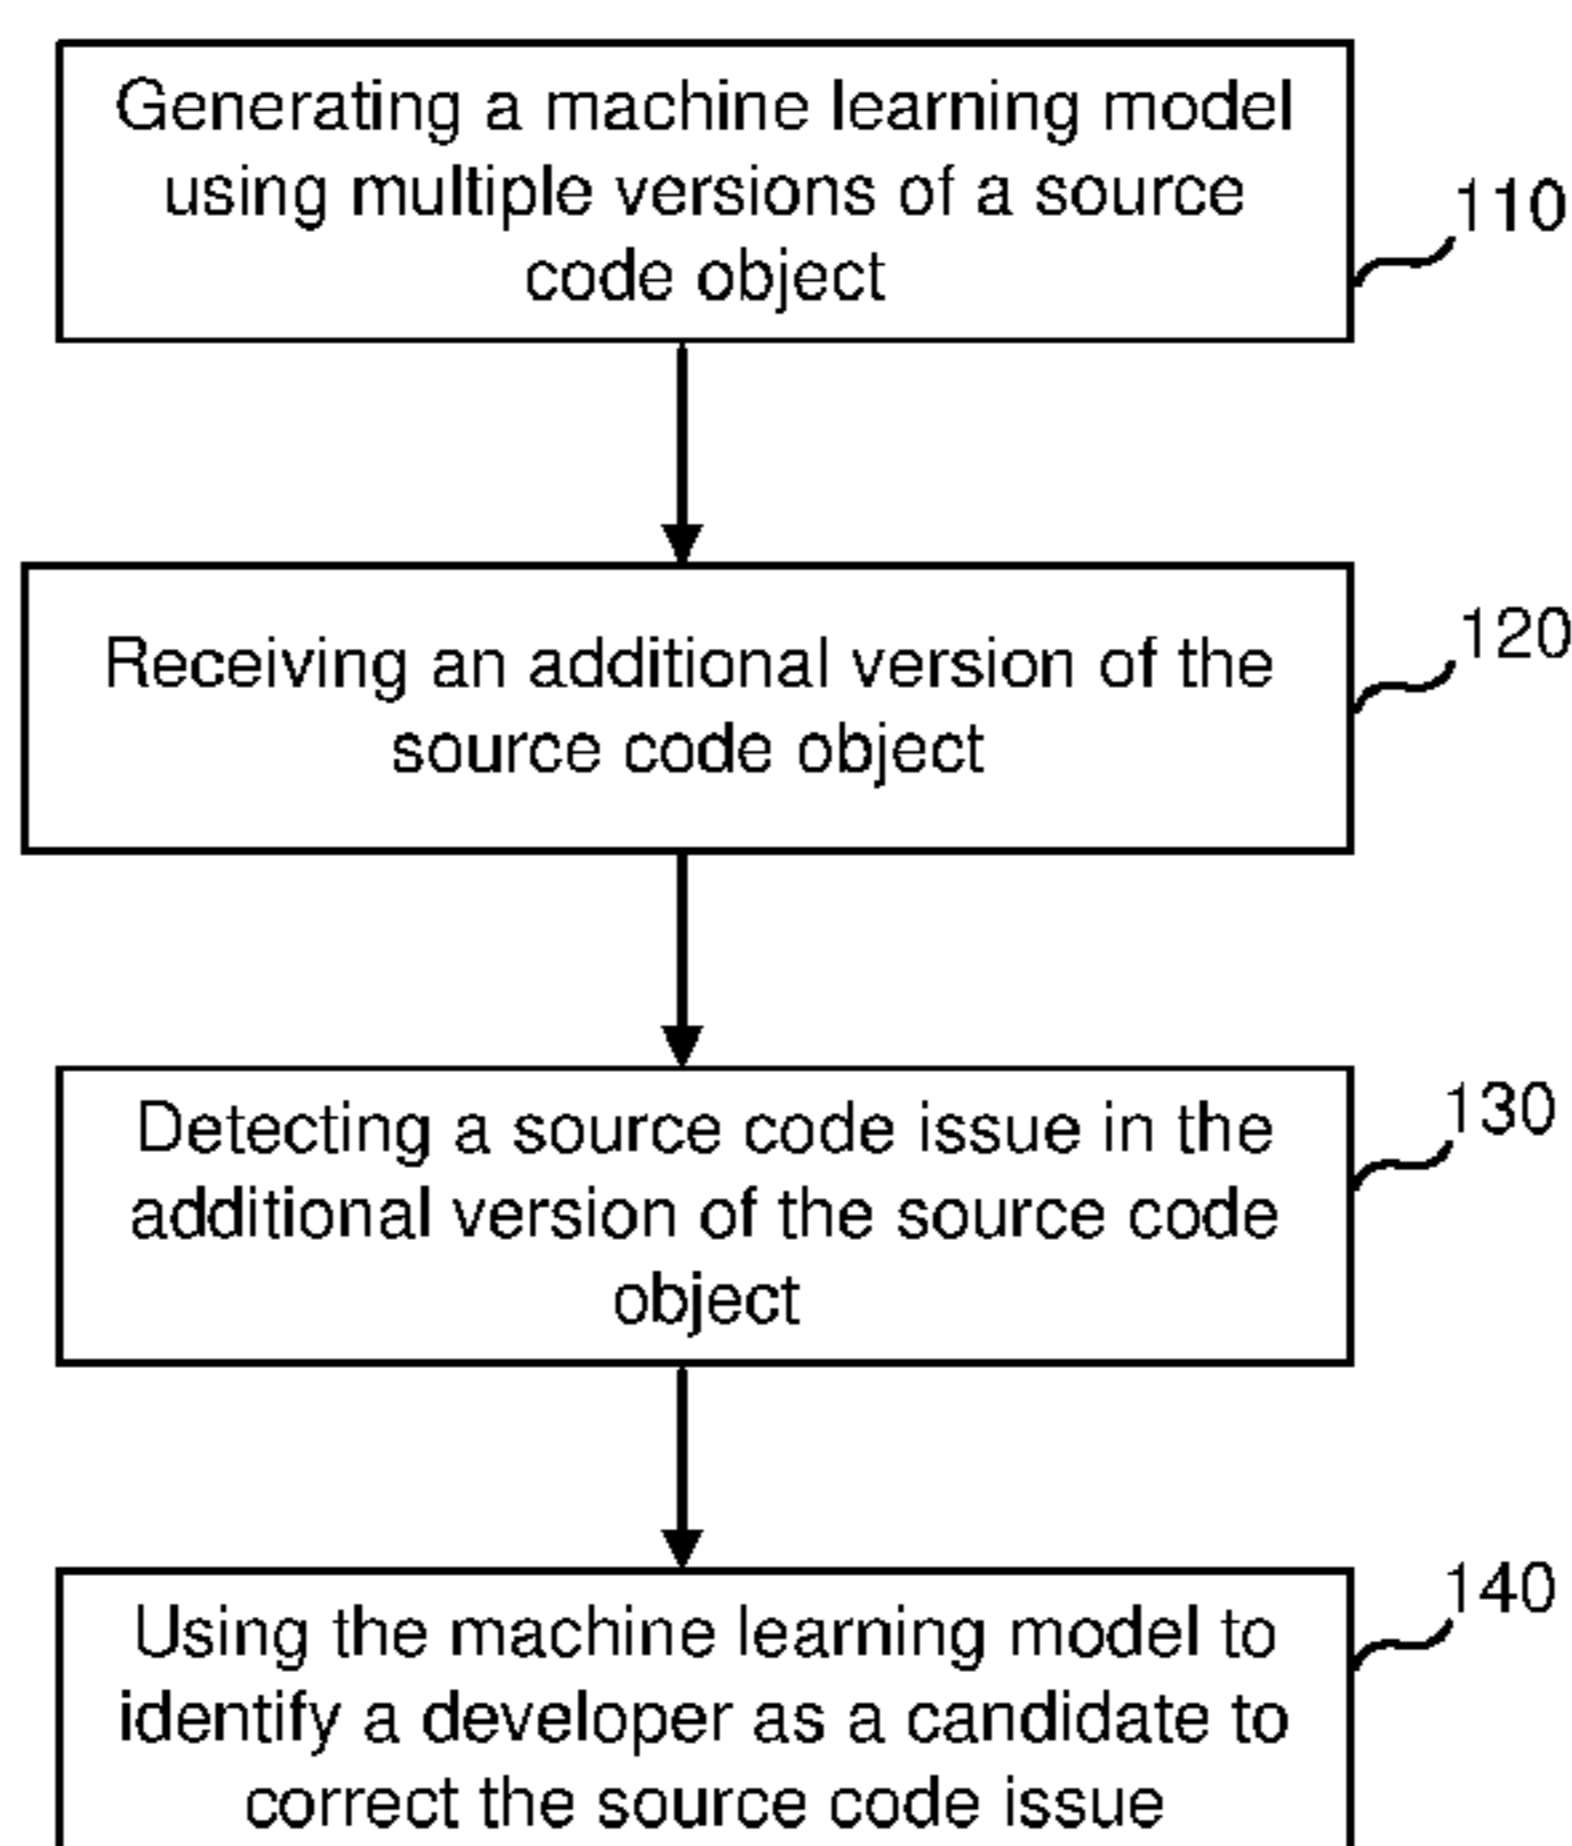 Generating a machine learning model
using multiple versions of a source
code object
110
Receiving an additional version of the
source code object
120
Detecting a source code issue in the
additional version of the source code
object
130
Using the machine learning model to
identify a developer as a candidate to
correct the source code issue
140